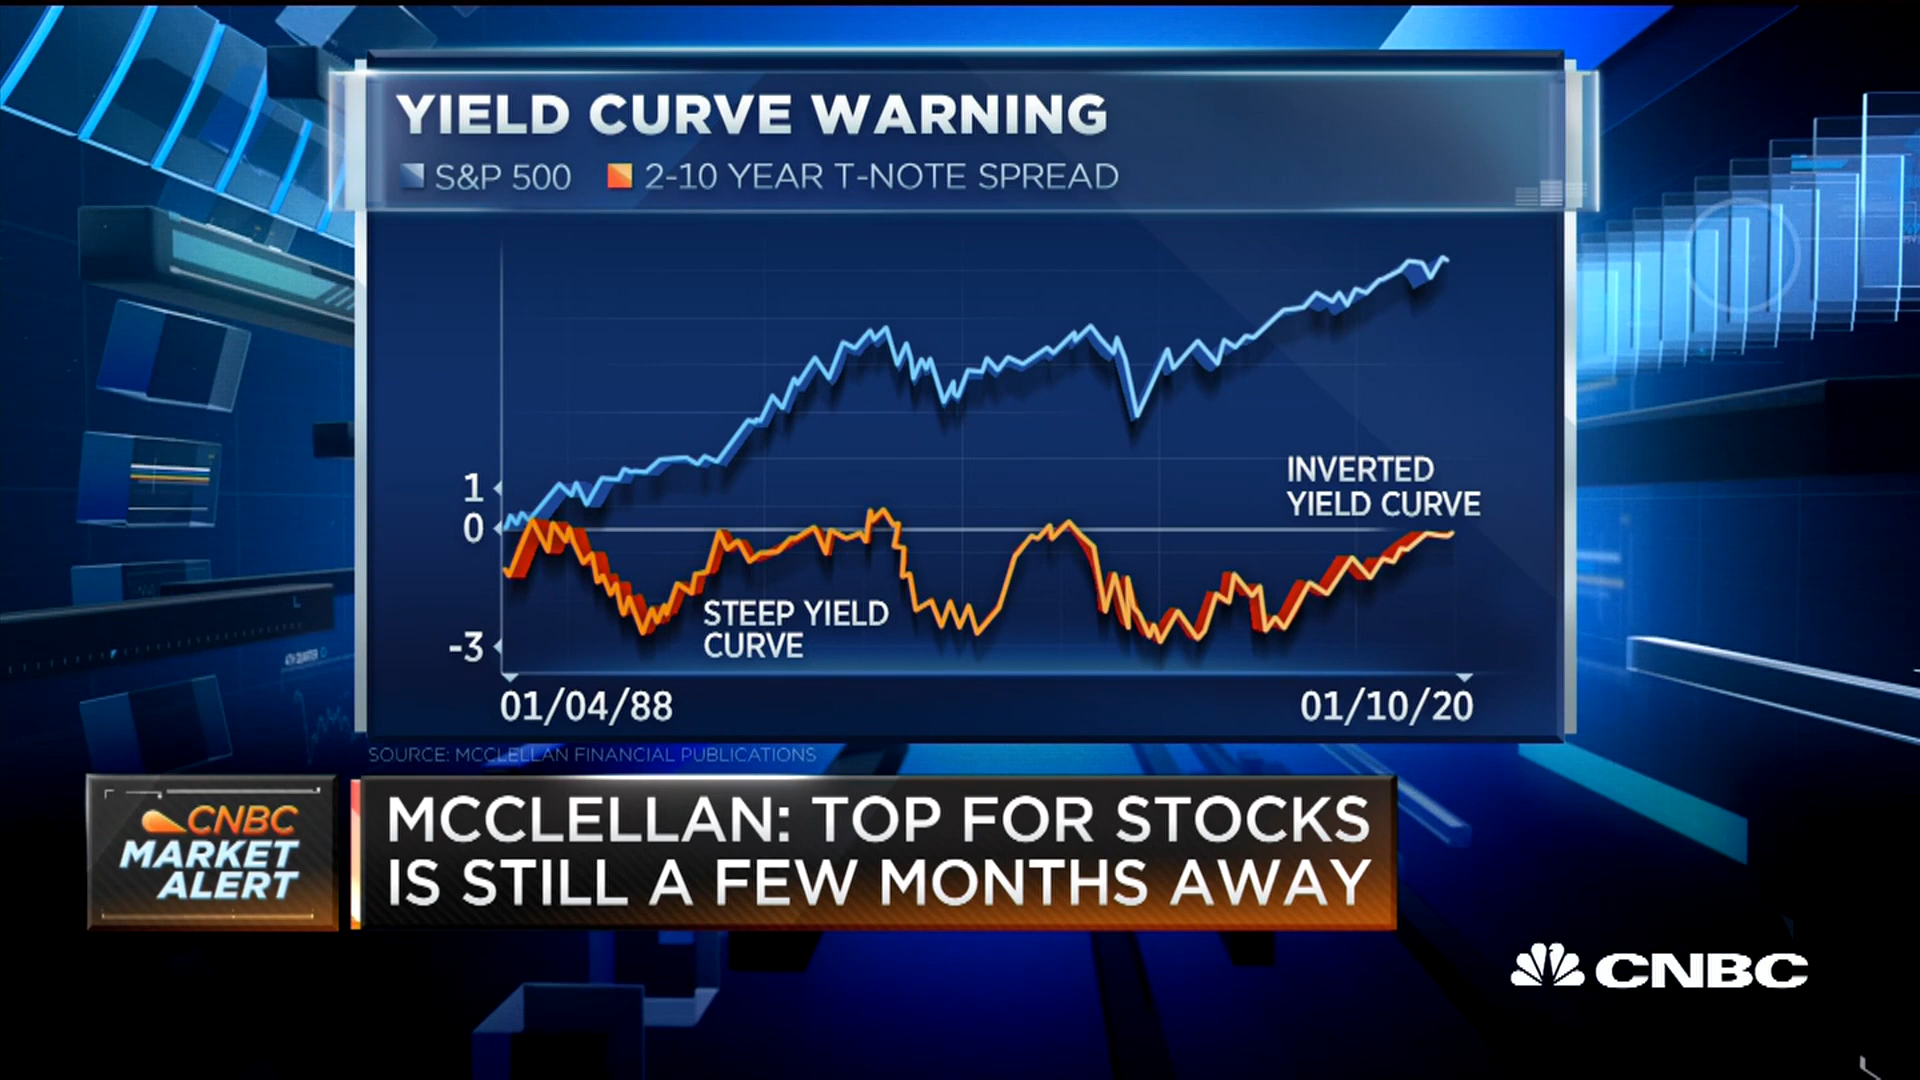 YIELD CURVE WARNING
S&P 500 2-10 YEAR T-NOTE SPREAD
INVERTED
YIELD CURVE
1
0
STEEP YIELD
CURVE
-3
01/04/88 01/10/20
SOURCE: MCCLELLAN FINANCIAL PUBLICATIONS
CNBC
MARKET
ALERT
MCCLELLAN: TOP FOR STOCKS
IS STILL A FEW MONTHS AWAY
CNBC
4TH QUARTER